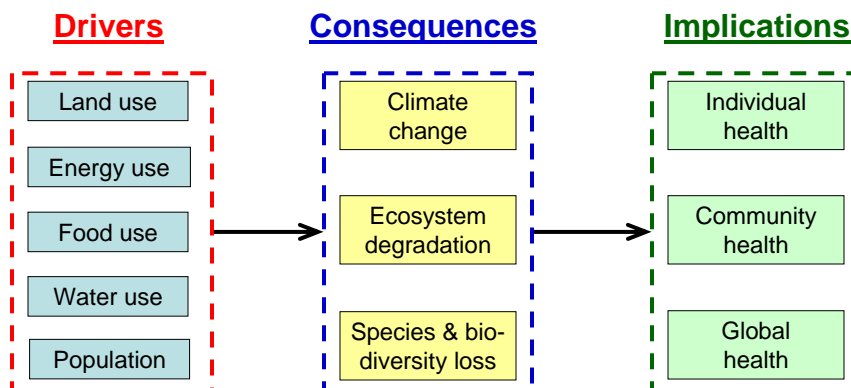 Drivers
Land use
Energy use
Food use
Water use
Population
Consequences
Climate
change
Ecosystem
degradation
Species & bio-
diversity loss
Implications
Individual
health
Community
health
Global
health